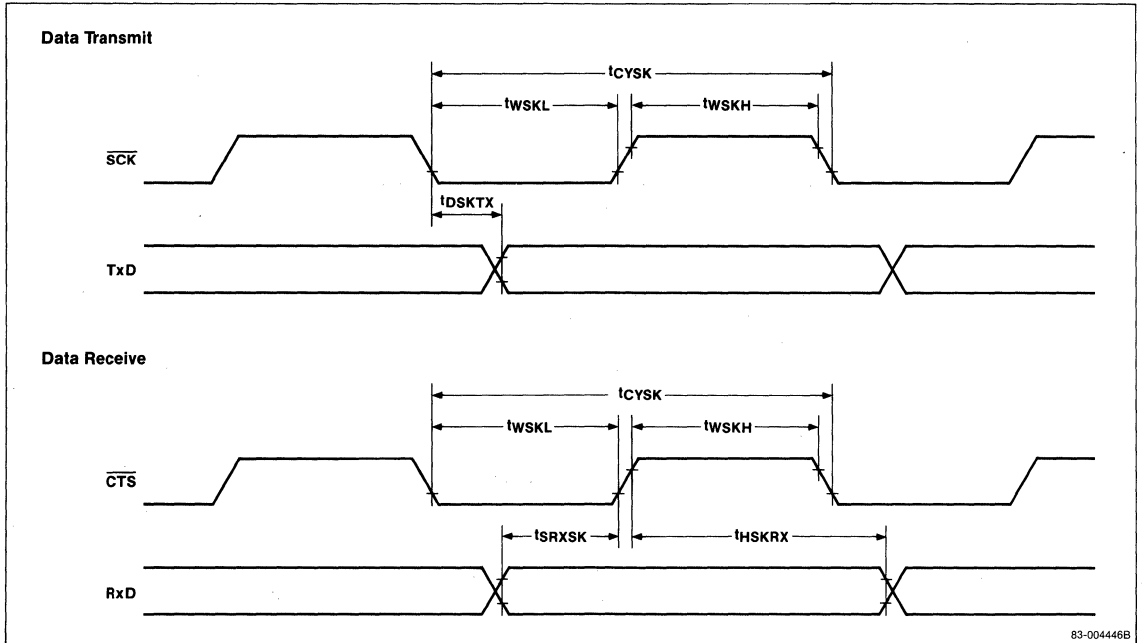 Data Transmit
tCYSK
tWSKL
tWSKH
SCK
tDSKTX
TxD
Data Receive
tCYSK
tWSKL
tWSKH
CTS
tSRXSK
tHSKRX
RxD
83-004446B